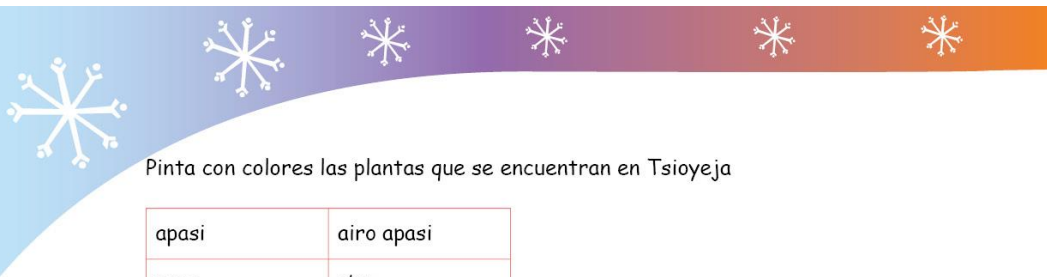 Pinta con colores las plantas que se encuentran en Tsioyeja
apasi airo apasi